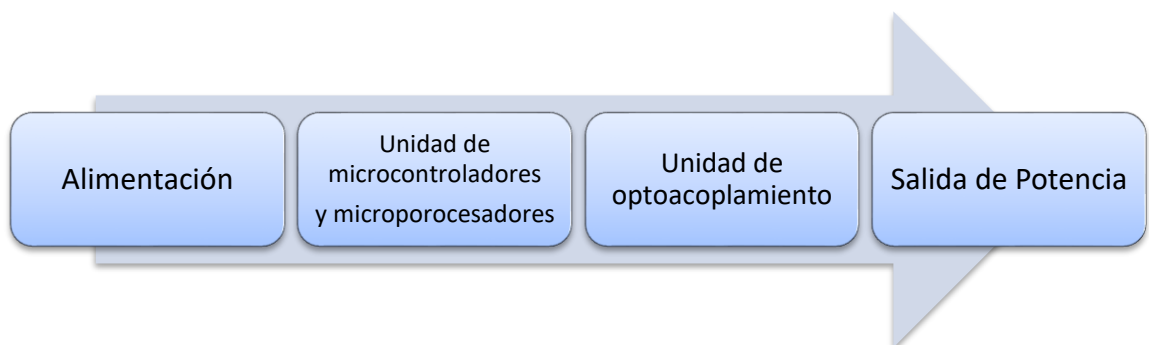 Alimentación
Unidad de
microcontroladores
y microporocesadores
Unidad de
optoacoplamiento
Salida de Potencia